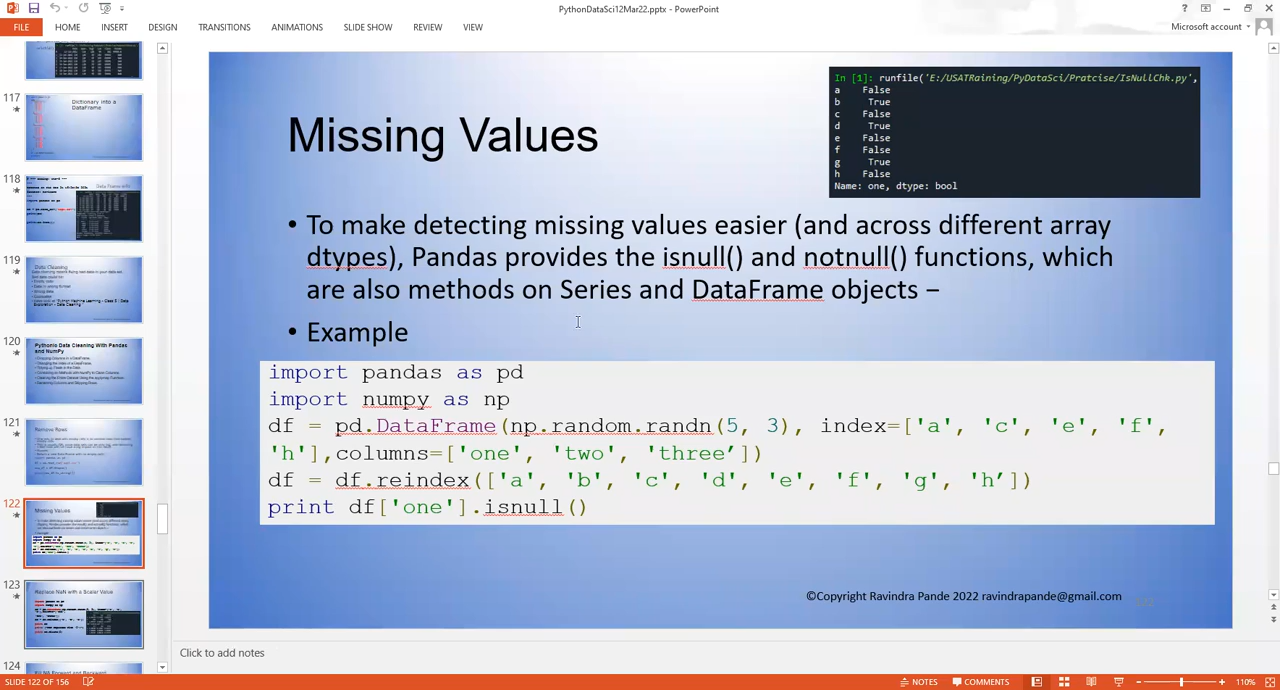 PythonDataSci12Mar22.pptx - PowerPoint
FILE HOME INSERT DESIGN TRANSITIONS ANIMATIONS SLIDE SHOW REVIEW VIEW Microsoft account
117
Dictionary into a
DataFrame
118
119
Data Cleaning
120
Pythonic Data Cleaning With Pandas
and NumPy
121
Remove Rows
122
Missing Values
123
Replace NaN with a Scalar Value
124
Missing Values
In [1]: runfile('E:/USATRaining/PyDataSci/Pratcise/IsNullChk.py',
a False
b True
c False
d True
e False
f False
g True
h False
Name: one, dtype: bool
• To make detecting missing values easier (and across different array
dtypes), Pandas provides the isnull() and notnull() functions, which
are also methods on Series and DataFrame objects −
• Example
import pandas as pd
import numpy as np
df = pd.DataFrame(np.random.randn(5, 3), index=['a', 'c', 'e', 'f',
'h'],columns=['one', 'two', 'three’])
df = df.reindex(['a', 'b', 'c', 'd', 'e', 'f', 'g', 'h’])
print df['one'].isnull()
©Copyright Ravindra Pande 2022 ravindrapande@gmail.com
Click to add notes
SLIDE 122 OF 156 NOTES COMMENTS 110%